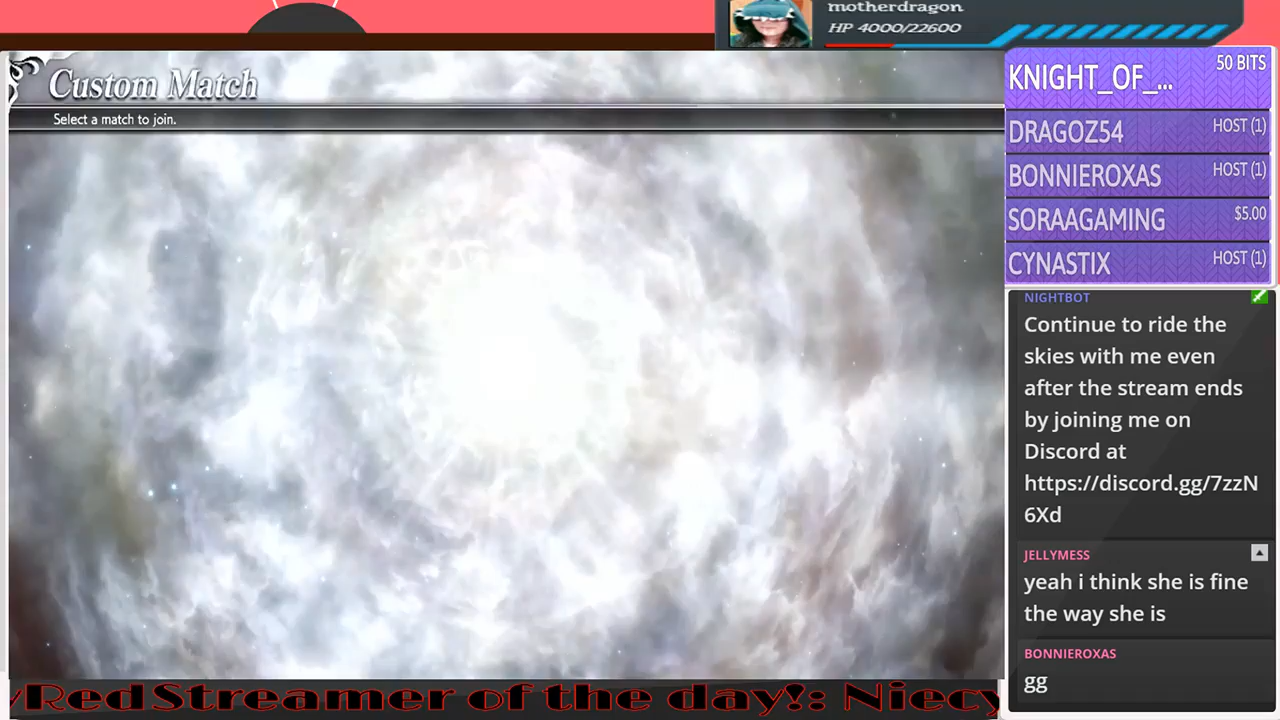 motherdragon
HP 4000/22600
Custom Match
Select a match to join.
KNIGHT_OF_... 50 BITS
DRAGOZ54 HOST (1)
BONNIEROXAS HOST (1)
SORAAGAMING $5.00
CYNASTIX HOST (1)
NIGHTBOT
Continue to ride the
skies with me even
after the stream ends
by joining me on
Discord at
https://discord.gg/7zzN
6Xd
JELLYMESS
yeah i think she is fine
the way she is
BONNIEROXAS
gg
yRedStreamer of the day!: Niecy